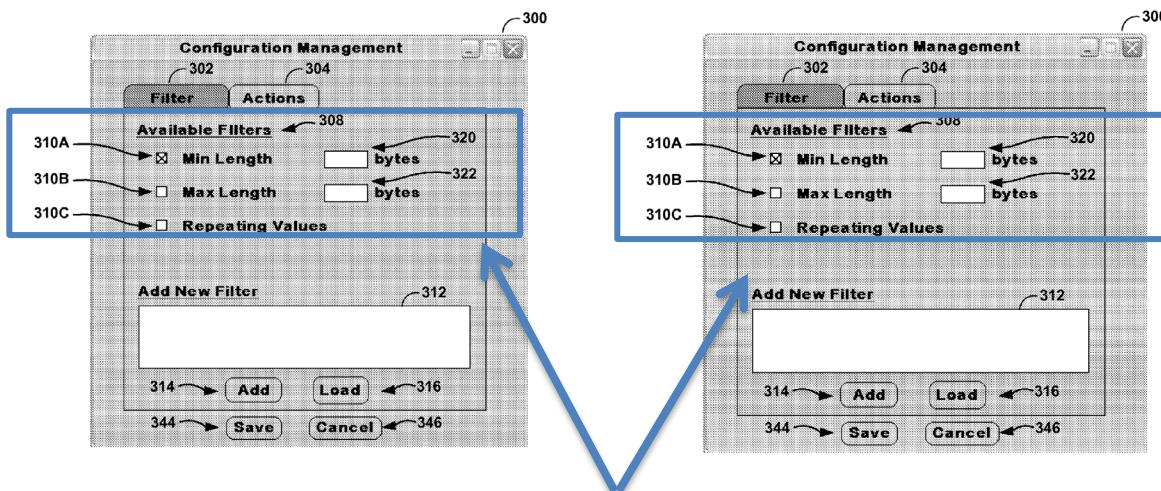 300
Configuration Management
302
304
Filter
Actions
Available Filters
308
310A
Min Length
bytes
320
310B
Max Length
bytes
322
310C
Repeating Values
Add New Filter
312
314
Add
Load
316
344
Save
Cancel
346
300
Configuration Management
302
304
Filter
Actions
Available Filters
308
310A
Min Length
bytes
320
310B
Max Length
bytes
322
310C
Repeating Values
Add New Filter
312
314
Add
Load
316
344
Save
Cancel
346